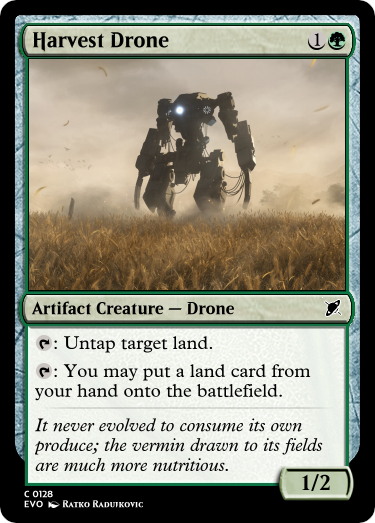 Harvest Drone 1
Artifact Creature — Drone
: Untap target land.
: You may put a land card from
your hand onto the battlefield.
It never evolved to consume its own
produce; the vermin drawn to its fields
are much more nutritious.
1/2
C 0128
EVO Ratko Radujkovic